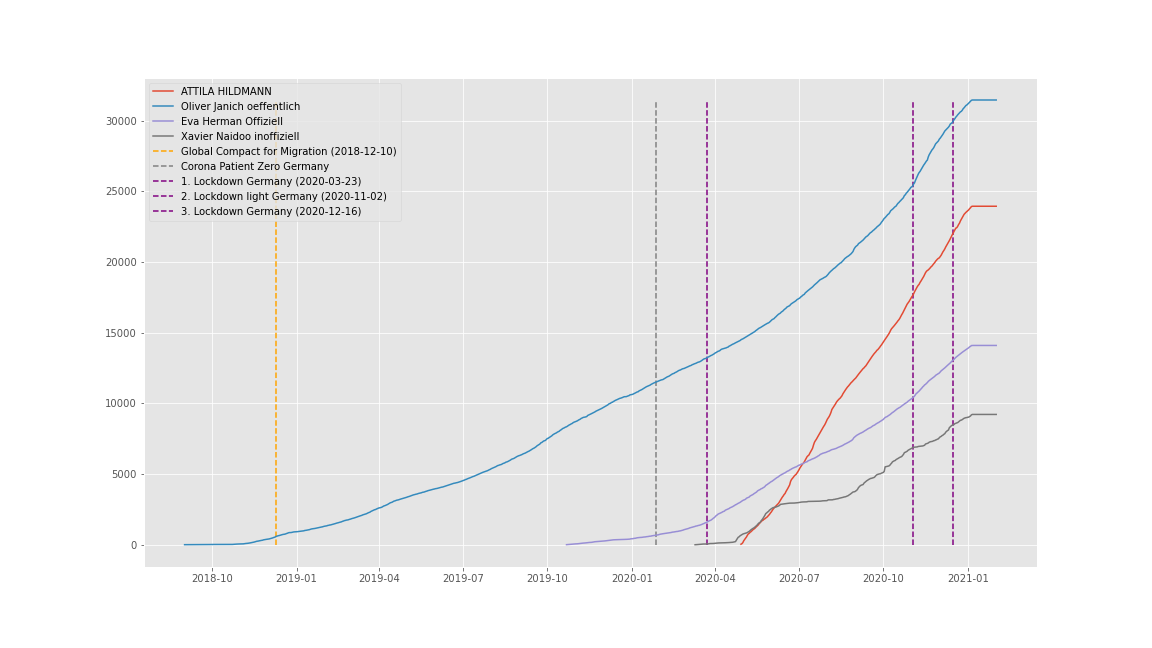 ATTILA HILDMANN
Oliver Janich oeffentlich
Eva Herman Offiziell
Xavier Naidoo inoffiziell
Global Compact for Migration (2018-12-10)
Corona Patient Zero Germany
1. Lockdown Germany (2020-03-23)
2. Lockdown light Germany (2020-11-02)
3. Lockdown Germany (2020-12-16)
30000
25000
20000
15000
10000
5000
0
2018-10 2019-01 2019-04 2019-07 2019-10 2020-01 2020-04 2020-07 2020-10 2021-01